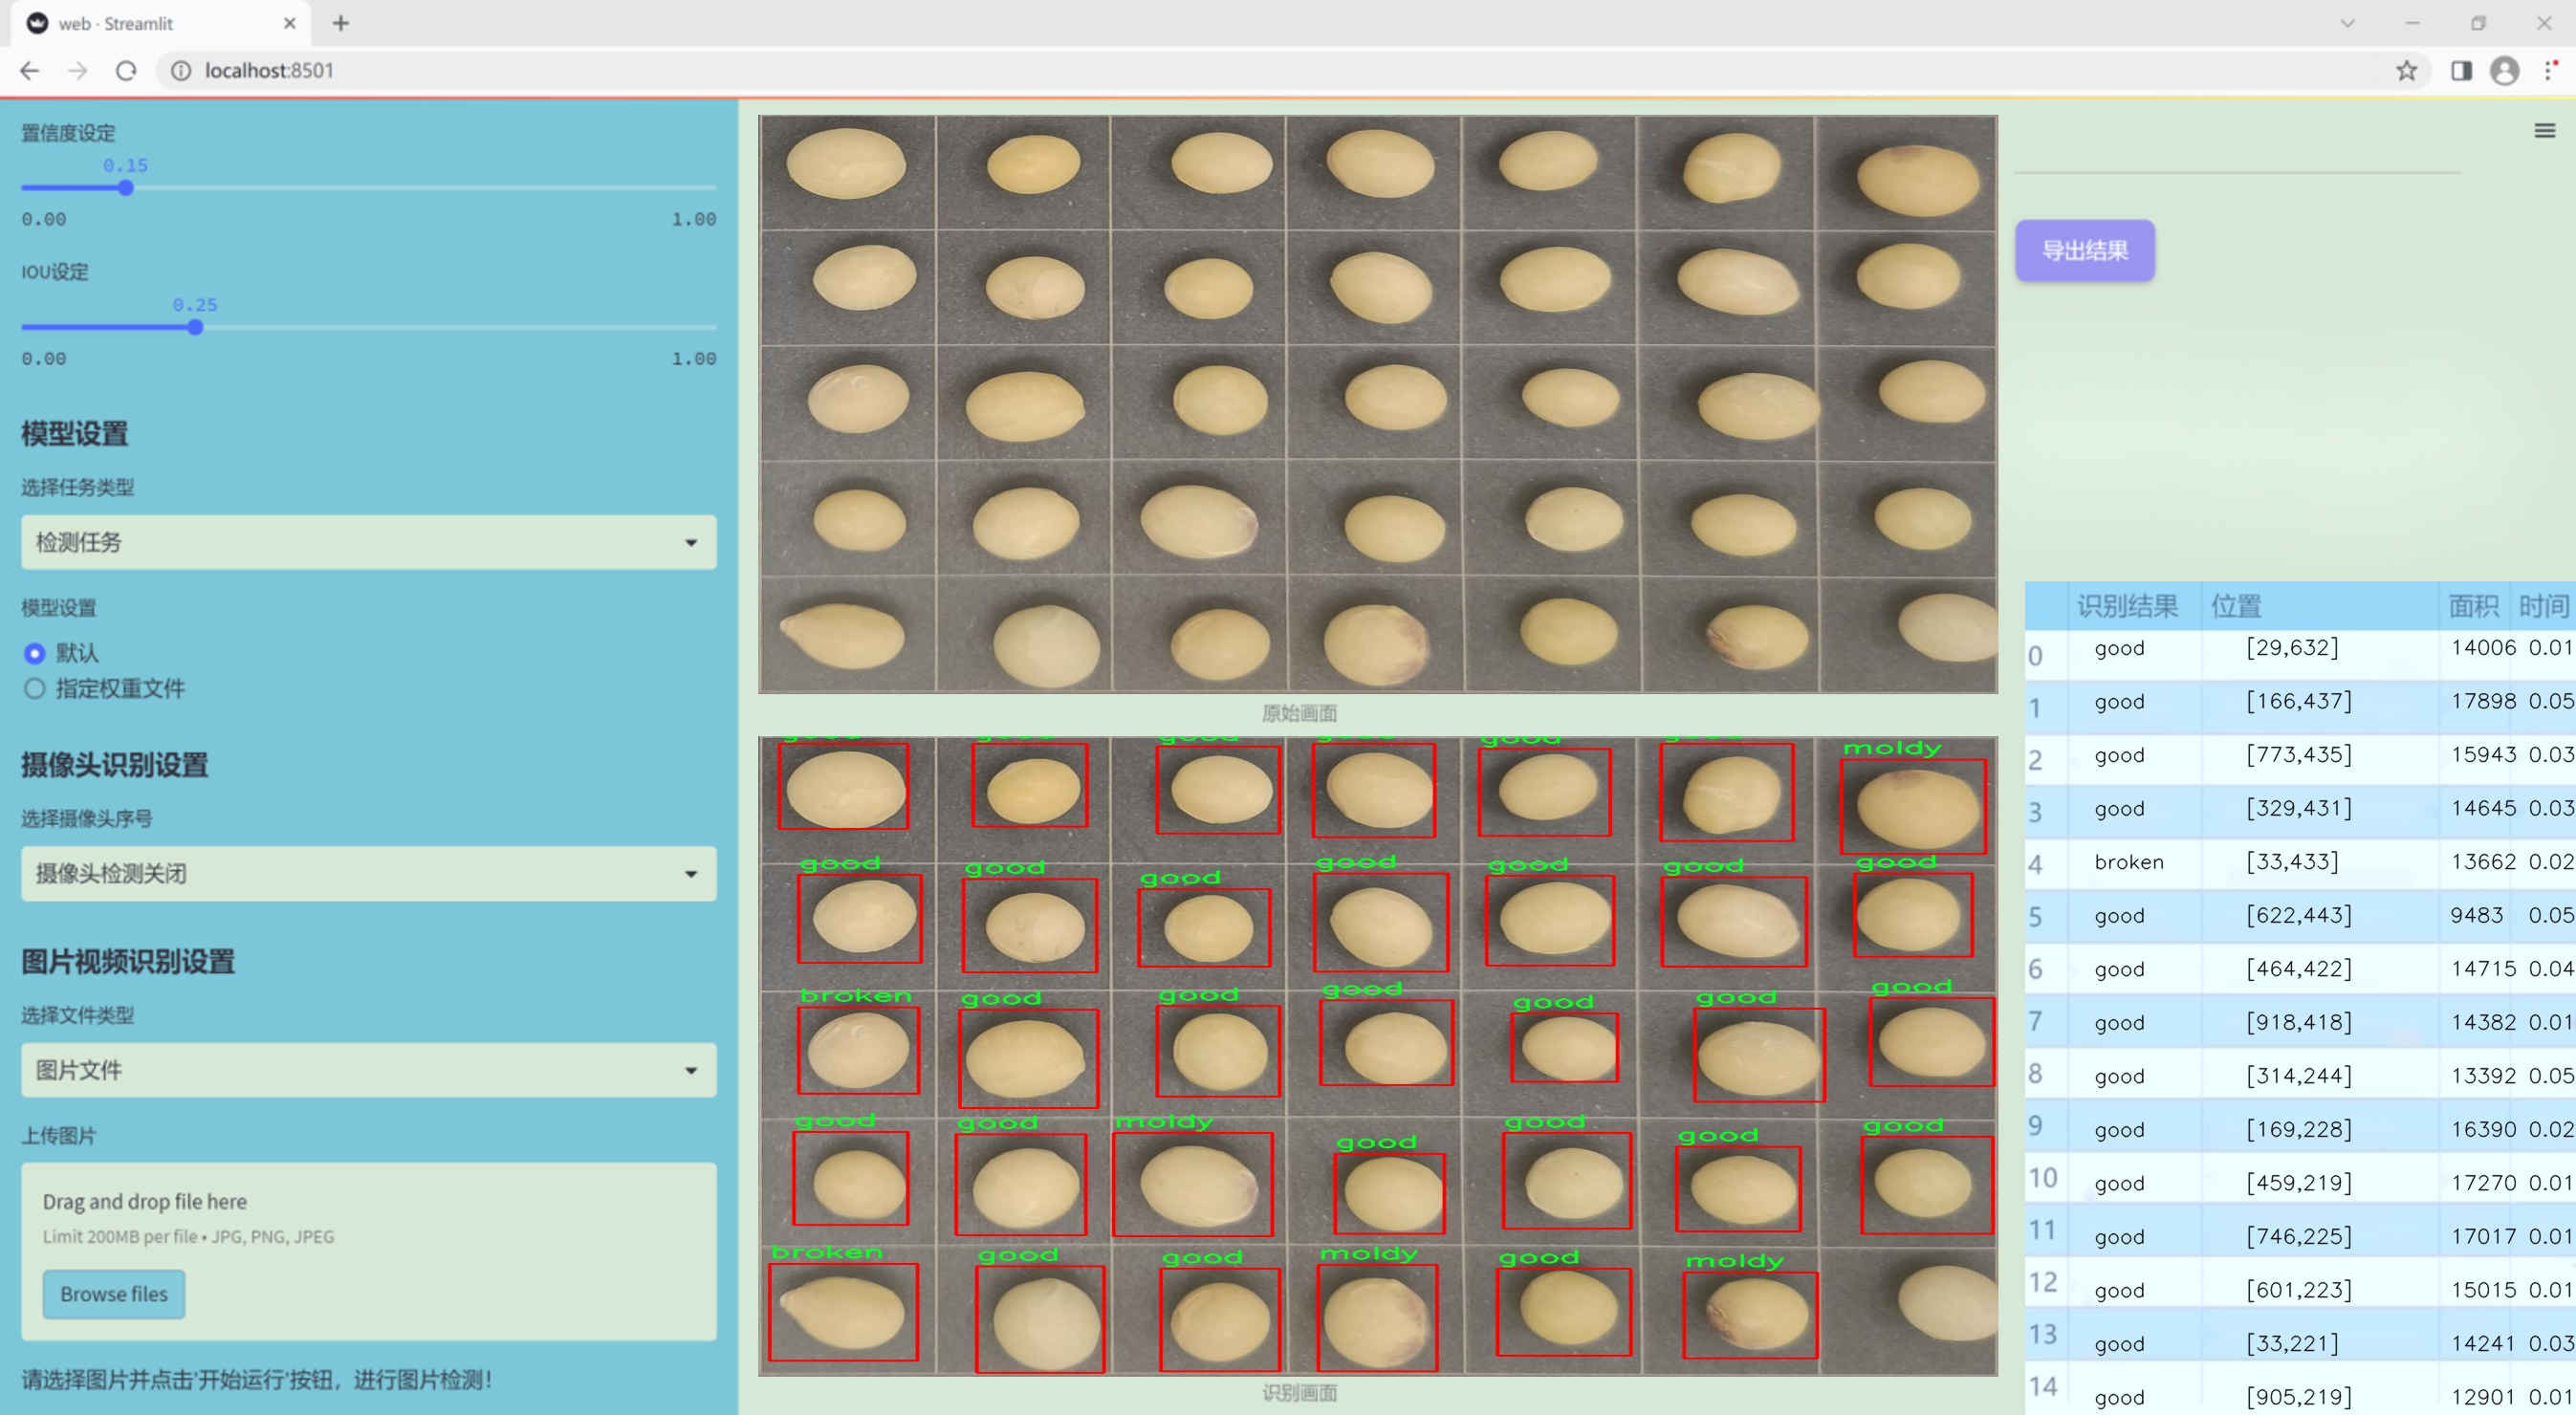 web · Streamlit
localhost:8501
置信度设定
0.15
0.00 1.00
IOU设定
0.25
0.00 1.00
模型设置
选择任务类型
检测任务
模型设置
默认
指定权重文件
摄像头识别设置
选择摄像头序号
摄像头检测关闭
图片视频识别设置
选择文件类型
图片文件
上传图片
Drag and drop file here
Limit 200MB per file • JPG, PNG, JPEG
Browse files
请选择图片并点击'开始运行'按钮，进行图片检测！
原始画面
good good good good good good moldy
good good good good good good good
broken good good good good good good
good good moldy good good good good
broken good good moldy good moldy
识别画面
导出结果
识别结果 位置 面积 时间
0 good [29,632] 14006 0.01
1 good [166,437] 17898 0.05
2 good [773,435] 15943 0.03
3 good [329,431] 14645 0.03
4 broken [33,433] 13662 0.02
5 good [622,443] 9483 0.05
6 good [464,422] 14715 0.04
7 good [918,418] 14382 0.01
8 good [314,244] 13392 0.05
9 good [169,228] 16390 0.02
10 good [459,219] 17270 0.01
11 good [746,225] 17017 0.01
12 good [601,223] 15015 0.01
13 good [33,221] 14241 0.03
14 good [905,219] 12901 0.01